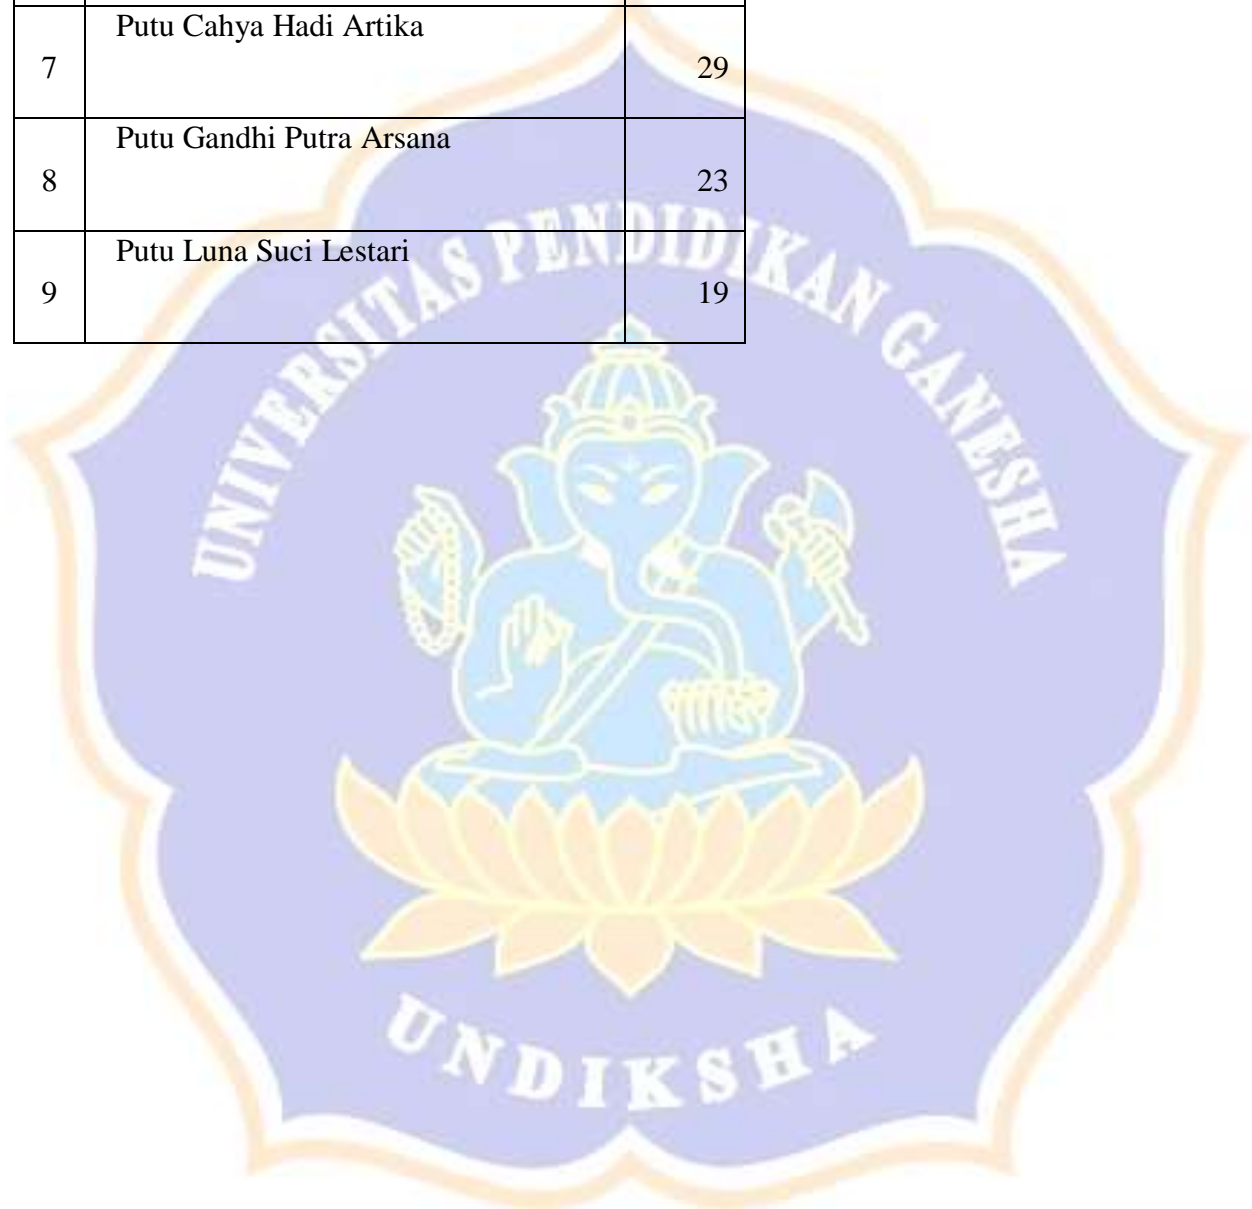 Putu Cahya Hadi Artika
7 29
Putu Gandhi Putra Arsana
8 23
Putu Luna Suci Lestari
9 19
UNIVERSITAS PENDIDIKAN GANESHA
UNDIKSHA